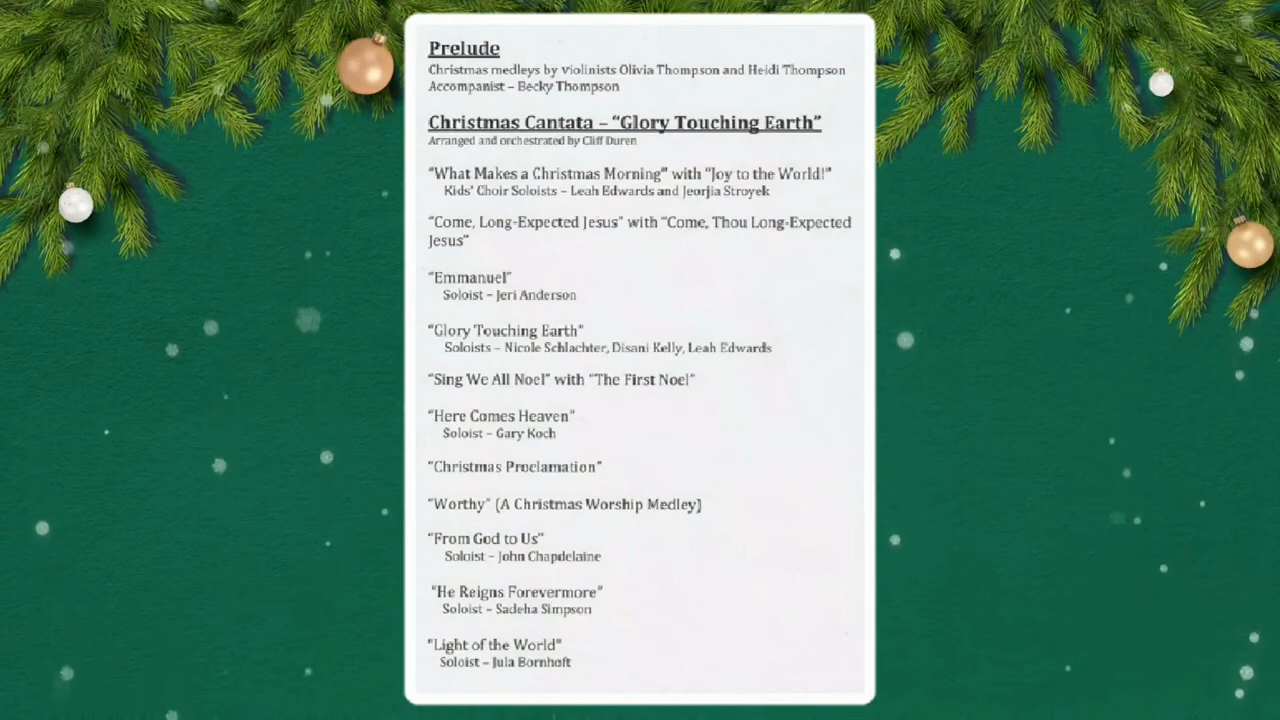 Prelude
Christmas medleys by violinists Olivia Thompson and Heidi Thompson
Accompanist – Becky Thompson
Christmas Cantata – “Glory Touching Earth”
Arranged and orchestrated by Cliff Duren
“What Makes a Christmas Morning” with “Joy to the World!”
Kids’ Choir Soloists – Leah Edwards and Jeorjia Stroyek
“Come, Long-Expected Jesus” with “Come, Thou Long-Expected
Jesus”
“Emmanuel”
Soloist – Jeri Anderson
“Glory Touching Earth”
Soloists – Nicole Schlachter, Disani Kelly, Leah Edwards
“Sing We All Noel” with “The First Noel”
“Here Comes Heaven”
Soloist – Gary Koch
“Christmas Proclamation”
“Worthy” (A Christmas Worship Medley)
“From God to Us”
Soloist – John Chapdelaine
“He Reigns Forevermore”
Soloist – Sadeha Simpson
“Light of the World”
Soloist – Jula Bornhoft